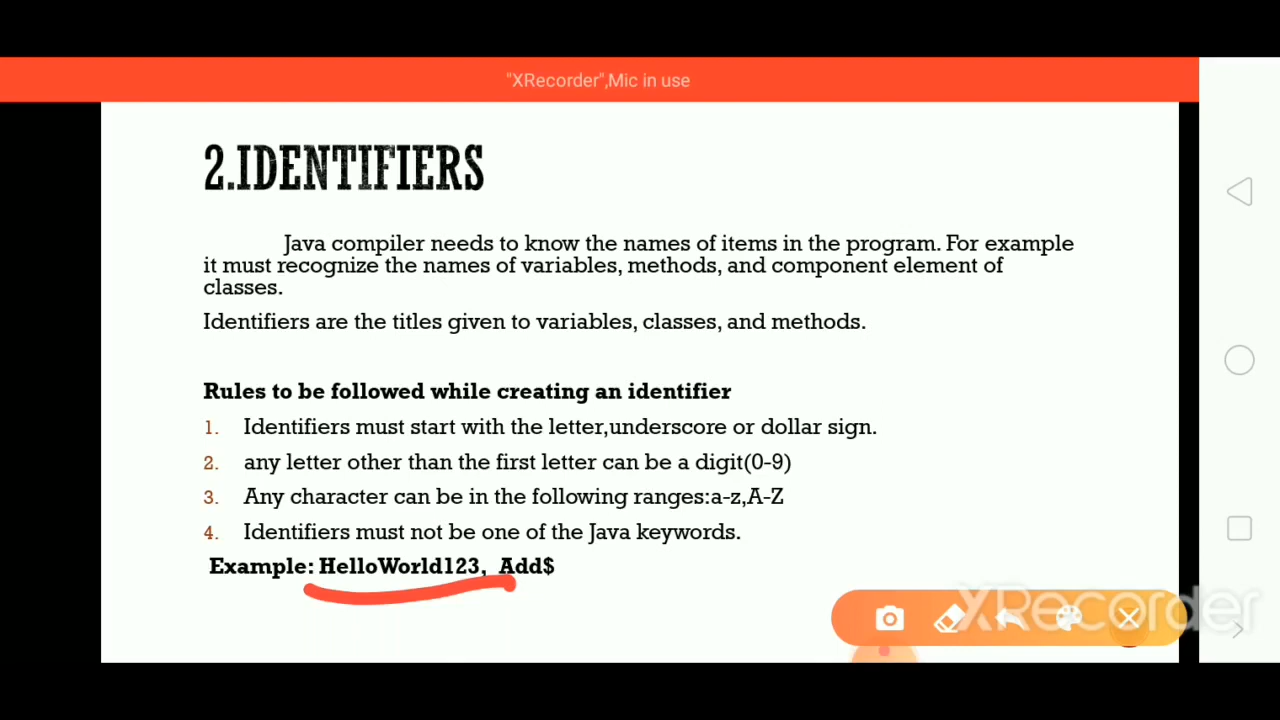 "XRecorder",Mic in use
2.IDENTIFIERS
Java compiler needs to know the names of items in the program. For example
it must recognize the names of variables, methods, and component element of
classes.
Identifiers are the titles given to variables, classes, and methods.
Rules to be followed while creating an identifier
1. Identifiers must start with the letter,underscore or dollar sign.
2. any letter other than the first letter can be a digit(0-9)
3. Any character can be in the following ranges:a-z,A-Z
4. Identifiers must not be one of the Java keywords.
Example: HelloWorld123, Add$
XRecorder